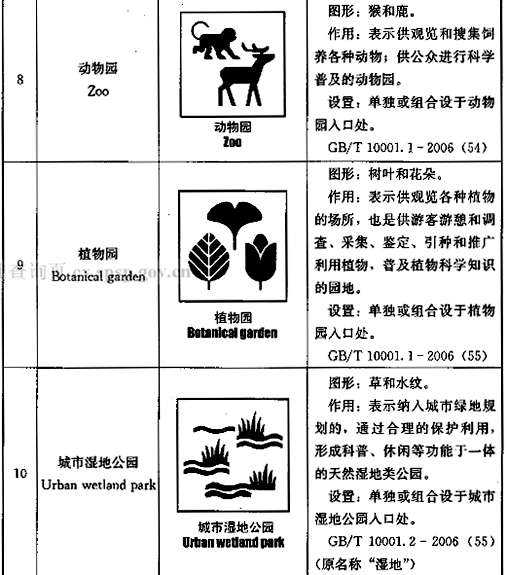 8
动物园
Zoo
动物园
Zoo
图形：猴和鹿。
作用：表示供观览和搜集饲
养各种动物；供公众进行科学
普及的动物园。
设置：单独或组合设于动物
园入口处。
GB/T 10001.1-2006（54）
9
植物园
Botanical garden
植物园
Botanical garden
图形：树叶和花朵。
作用：表示供观览各种植物
的场所，也是供游客游憩和调
查、采集、鉴定、引种和推广
利用植物，普及植物科学知识
的园地。
设置：单独或组合设于植物
园入口处。
GB/T 10001.1-2006（55）
10
城市湿地公园
Urban wetland park
城市湿地公园
Urban wetland park
图形：草和水纹。
作用：表示纳入城市绿地规
划的，通过合理的保护利用，
形成科普、休闲等功能于一体
的天然湿地类公园。
设置：单独或组合设于城市
湿地公园入口处。
GB/T 10001.2-2006（55）
（原名称“湿地”）